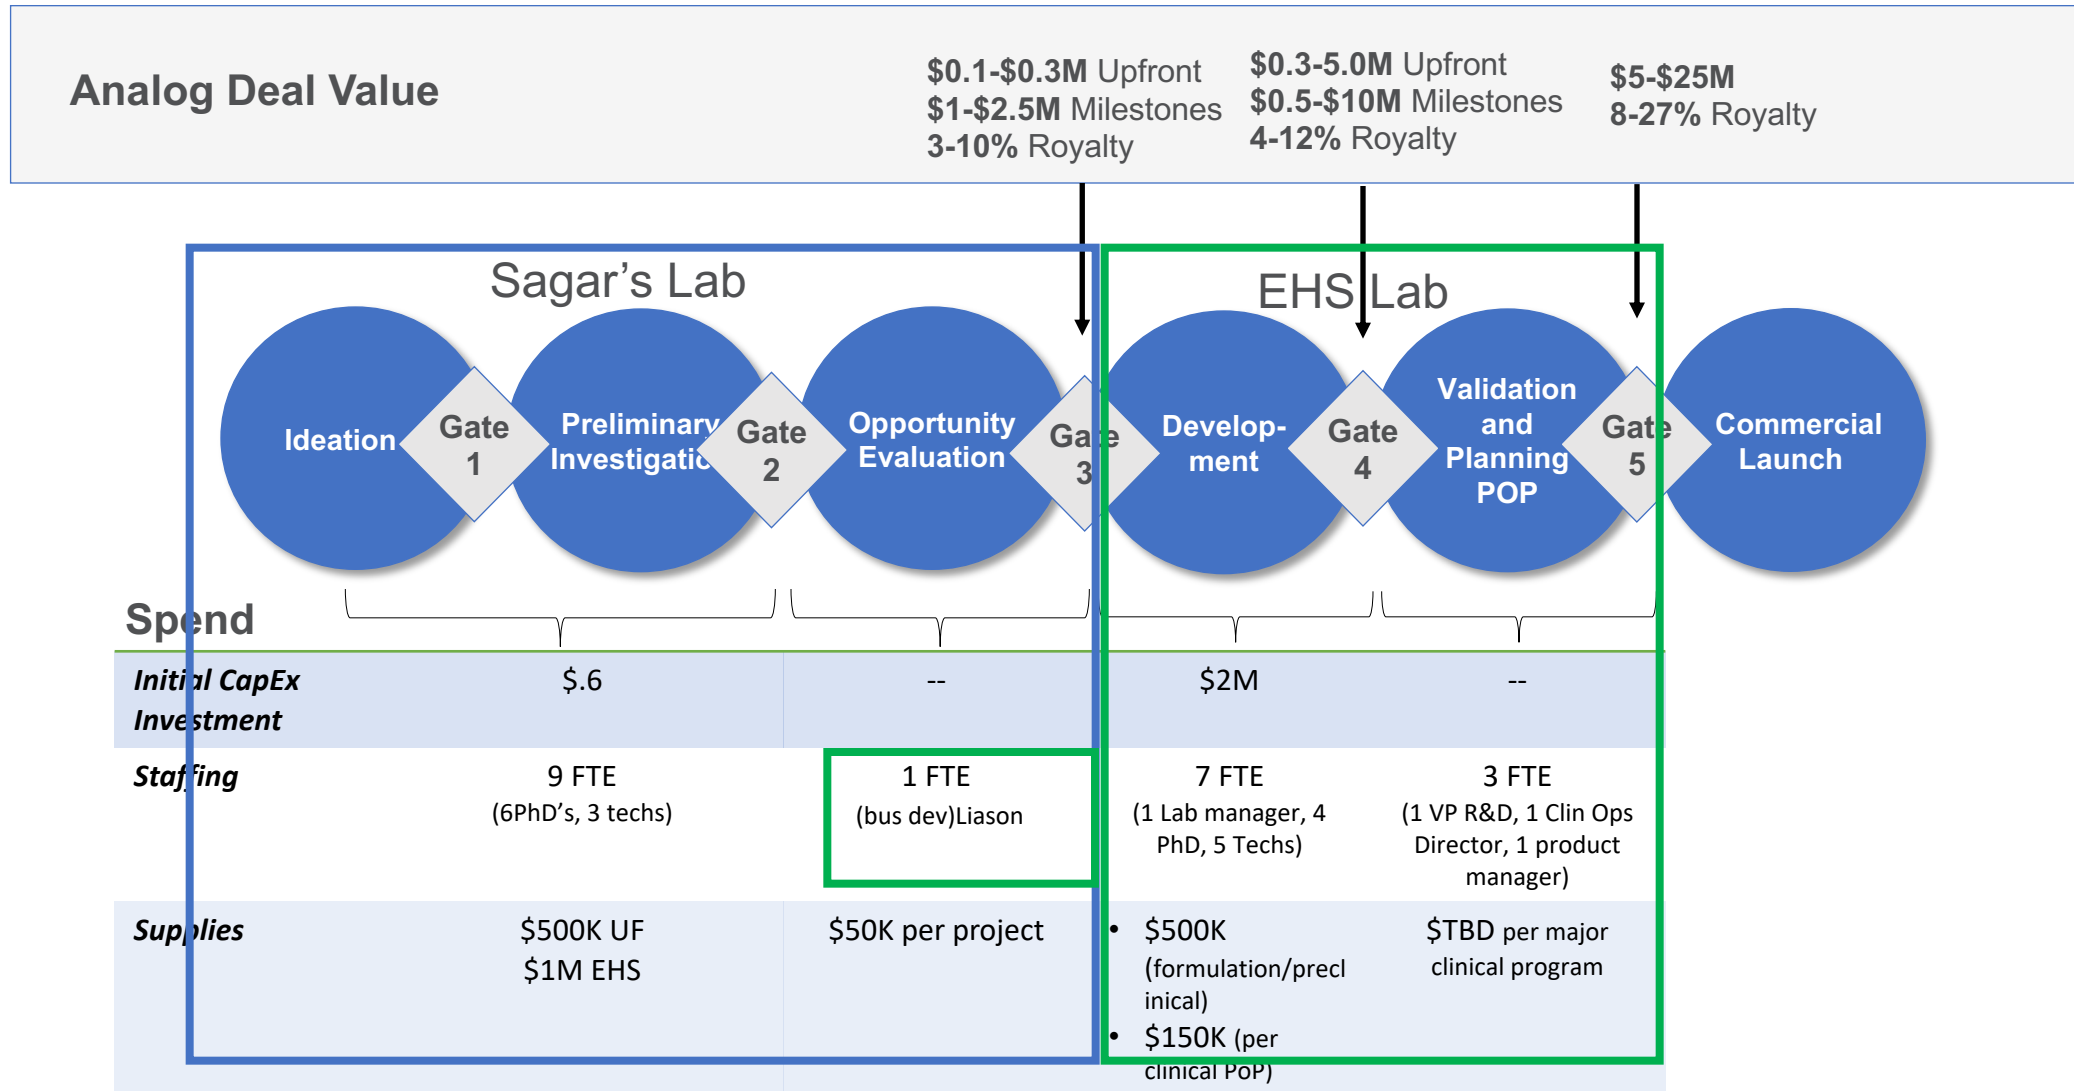 Analog Deal Value
$0.1-$0.3M Upfront
$1-$2.5M Milestones
3-10% Royalty
$0.3-5.0M Upfront
$0.5-$10M Milestones
4-12% Royalty
$5-$25M
8-27% Royalty
Sagar’s Lab
EHS Lab
Ideation
Gate
1
Preliminary
Investigatio
Gate
2
Opportunity
Evaluation
Gate
3
Develop-
ment
Gate
4
Validation
and
Planning
POP
Gate
5
Commercial
Launch
Spend
Initial CapEx
Investment
$.6
--
$2M
--
Staffing
9 FTE
(6PhD’s, 3 techs)
1 FTE
(bus dev)Liason
7 FTE
(1 Lab manager, 4
PhD, 5 Techs)
3 FTE
(1 VP R&D, 1 Clin Ops
Director, 1 product
manager)
Supplies
$500K UF
$1M EHS
$50K per project
• $500K
(formulation/precl
inical)
• $150K (per
clinical PoP)
$TBD per major
clinical program